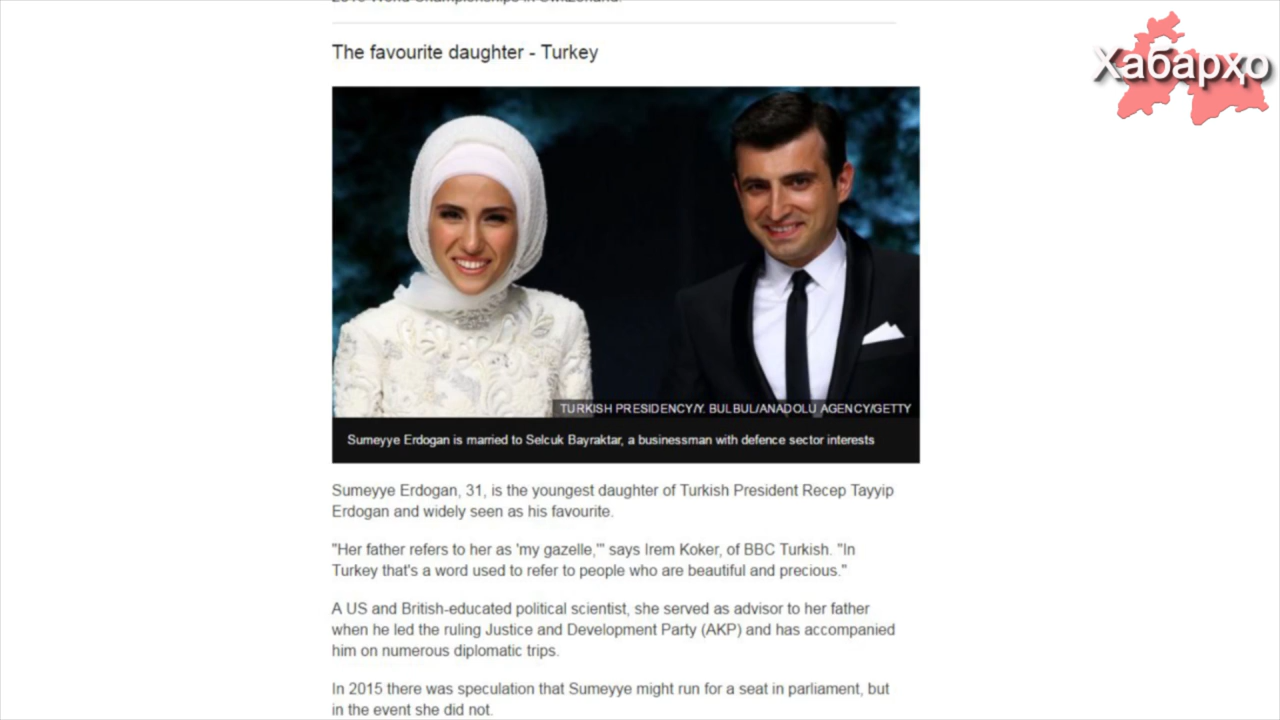 2016 World Championships in Switzerland.
Хабарҳо
The favourite daughter - Turkey
TURKISH PRESIDENCY/Y. BULBUL/ANADOLU AGENCY/GETTY
Sumeyye Erdogan is married to Selcuk Bayraktar, a businessman with defence sector interests
Sumeyye Erdogan, 31, is the youngest daughter of Turkish President Recep Tayyip
Erdogan and widely seen as his favourite.
"Her father refers to her as 'my gazelle,'" says Irem Koker, of BBC Turkish. "In
Turkey that's a word used to refer to people who are beautiful and precious."
A US and British-educated political scientist, she served as advisor to her father
when he led the ruling Justice and Development Party (AKP) and has accompanied
him on numerous diplomatic trips.
In 2015 there was speculation that Sumeyye might run for a seat in parliament, but
in the event she did not.